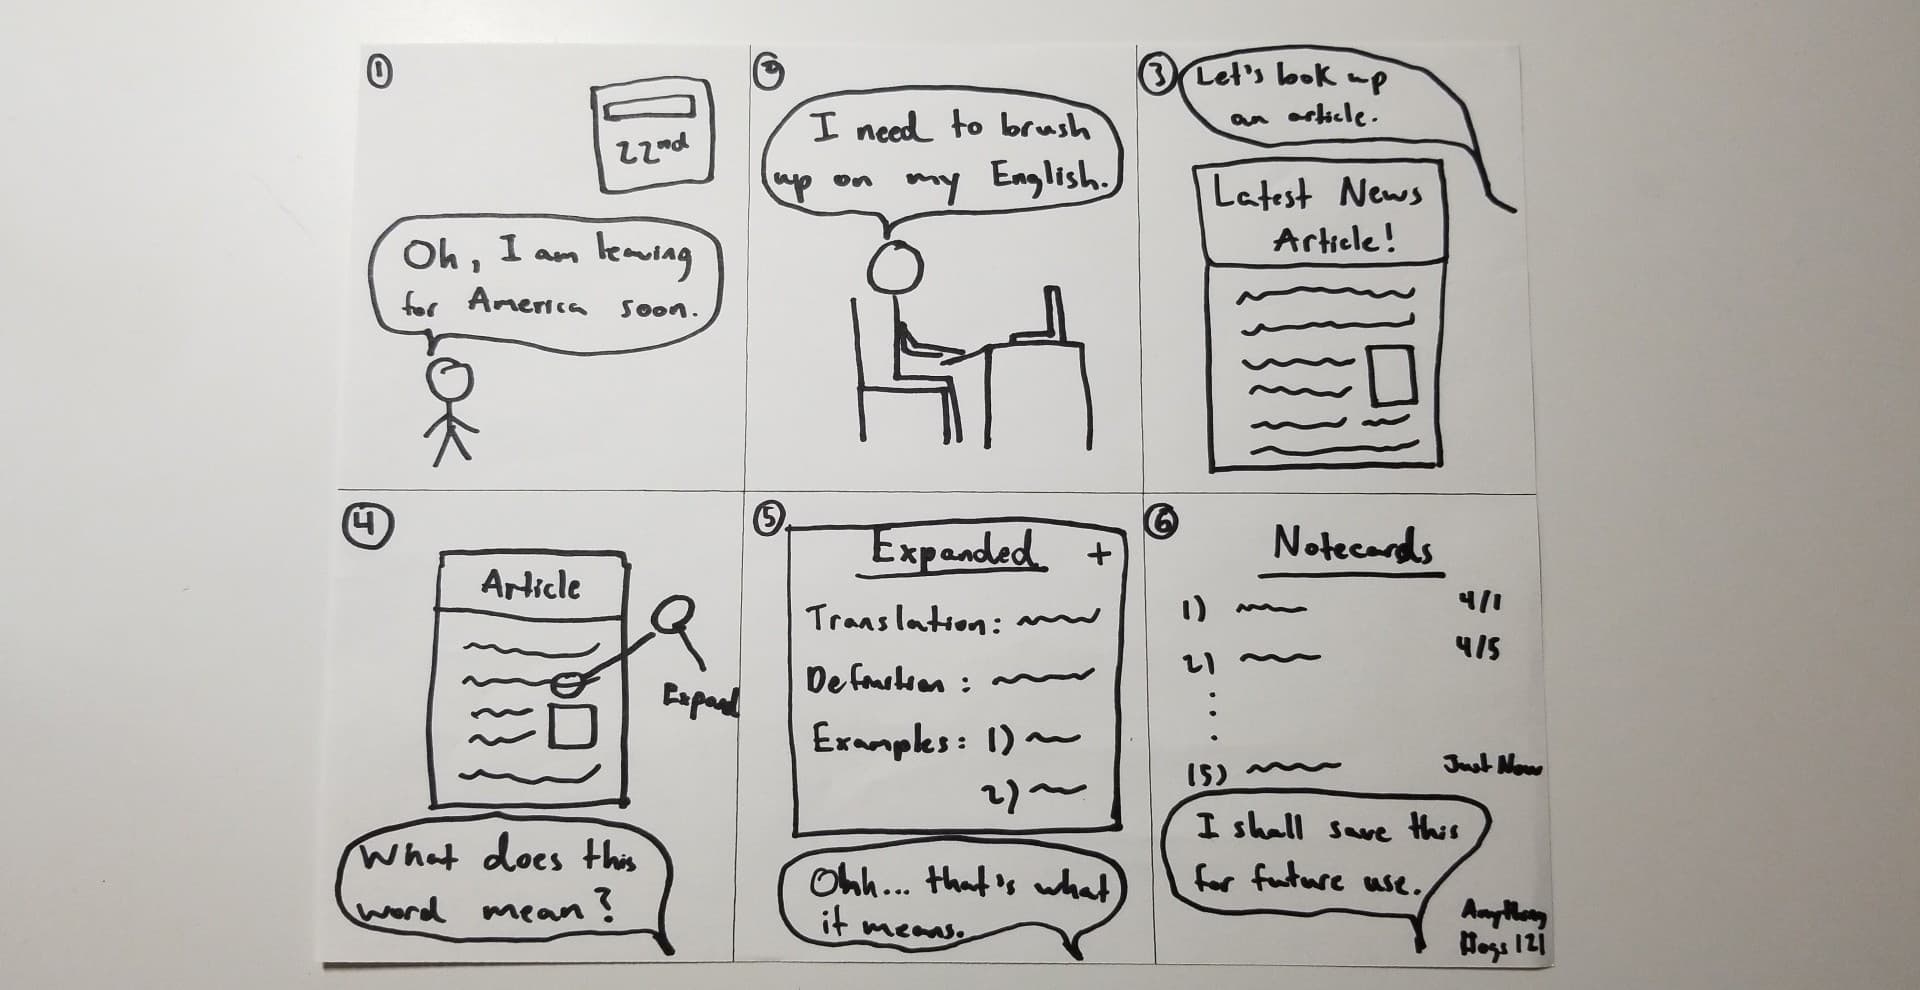 1
22nd
Oh, I am leaving
for America soon.
2
I need to brush
up on my English.
3
Let's look up
an article.
Latest News
Article!
4
Article
Expand
What does this
word mean?
5
Expanded +
Translation:
Definition:
Examples: 1)
2)
Ohh... that's what
it means.
6
Notecards
1) 4/1
2) 4/5
15) Just Now
I shall save this
for future use.